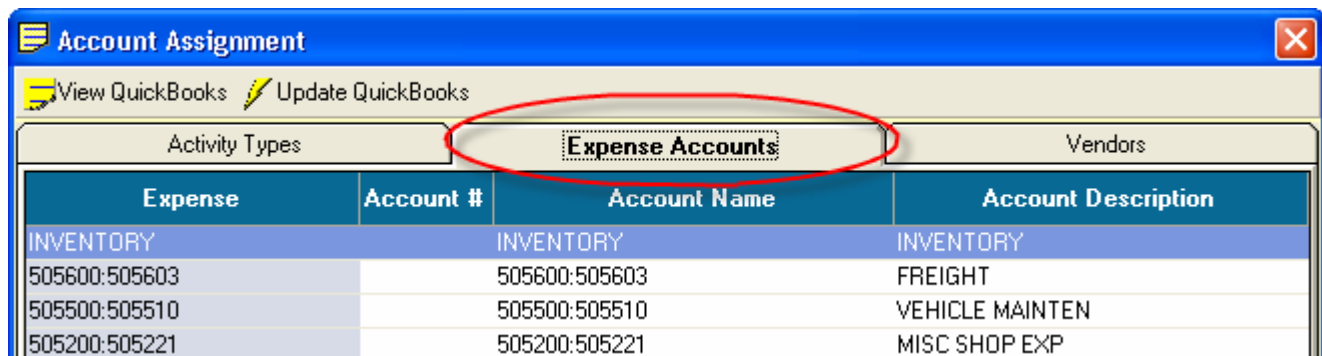 Account Assignment
View QuickBooks Update QuickBooks
Activity Types Expense Accounts Vendors
Expense Account # Account Name Account Description
INVENTORY INVENTORY INVENTORY
505600:505603 505600:505603 FREIGHT
505500:505510 505500:505510 VEHICLE MAINTEN
505200:505221 505200:505221 MISC SHOP EXP